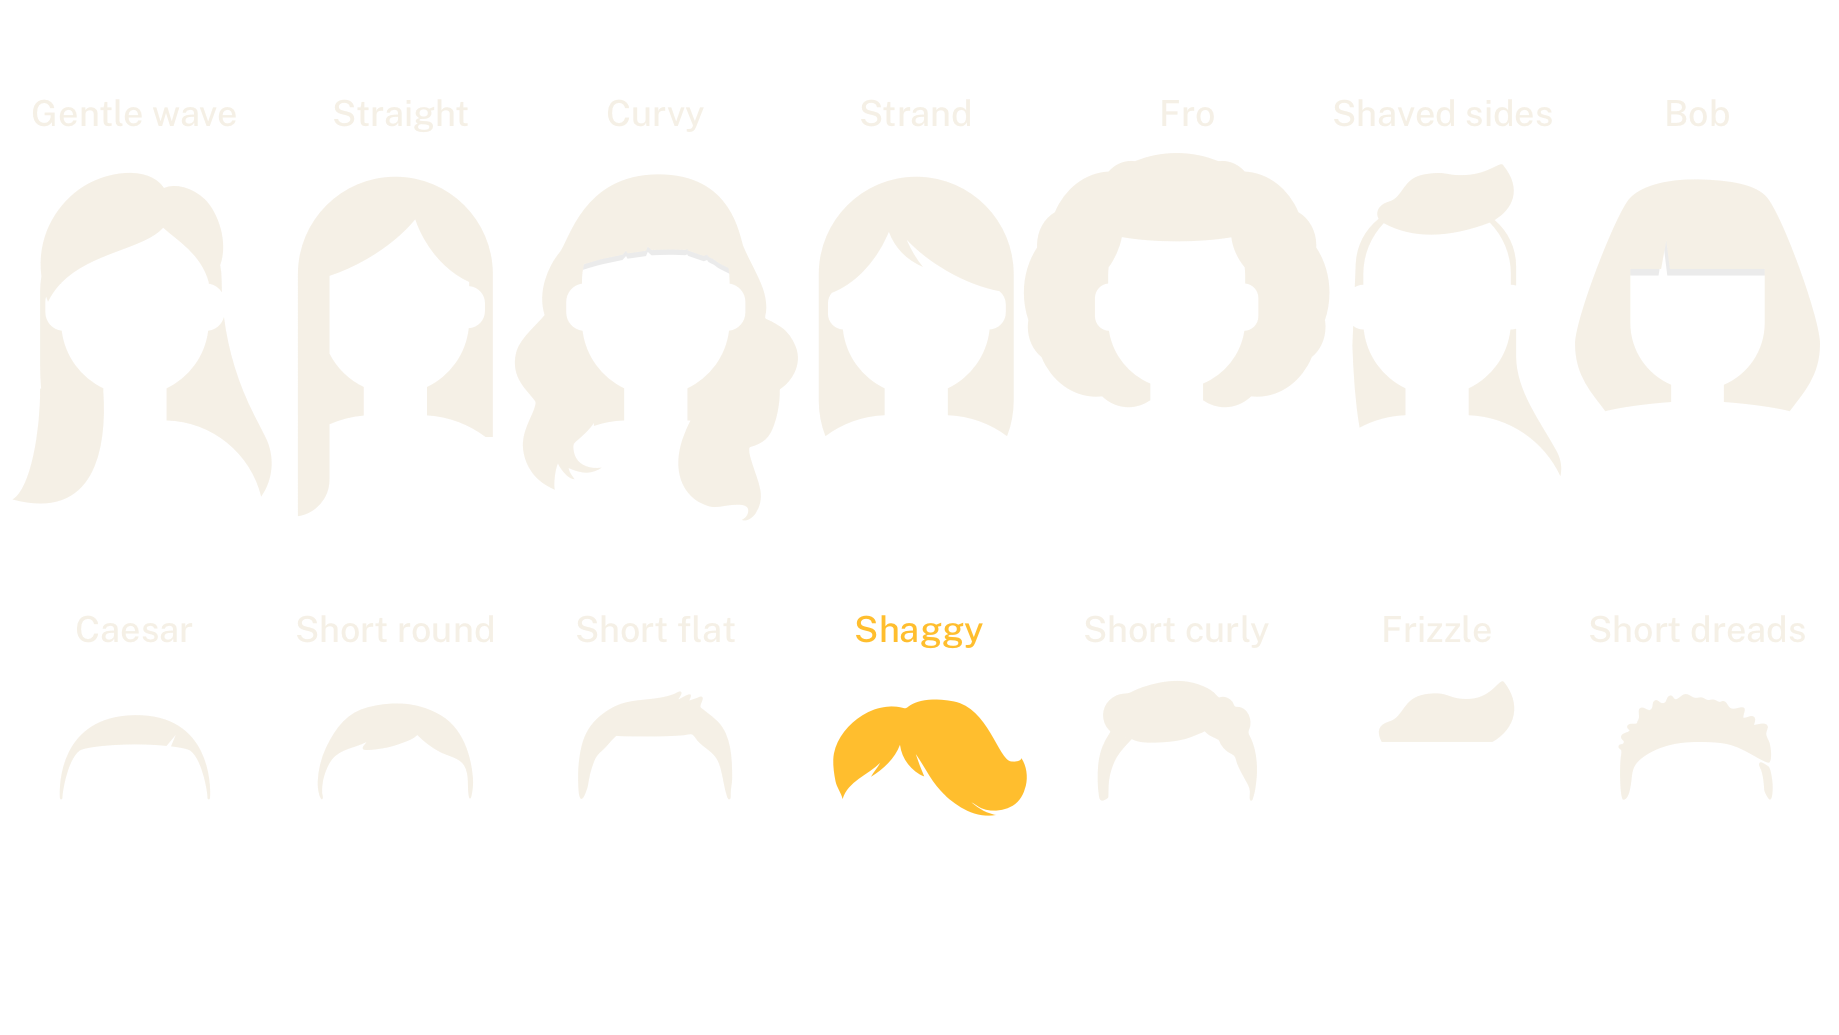 Gentle wave
Straight
Curvy
Strand
Fro
Shaved sides
Bob
Caesar
Short round
Short flat
Shaggy
Short curly
Frizzle
Short dreads